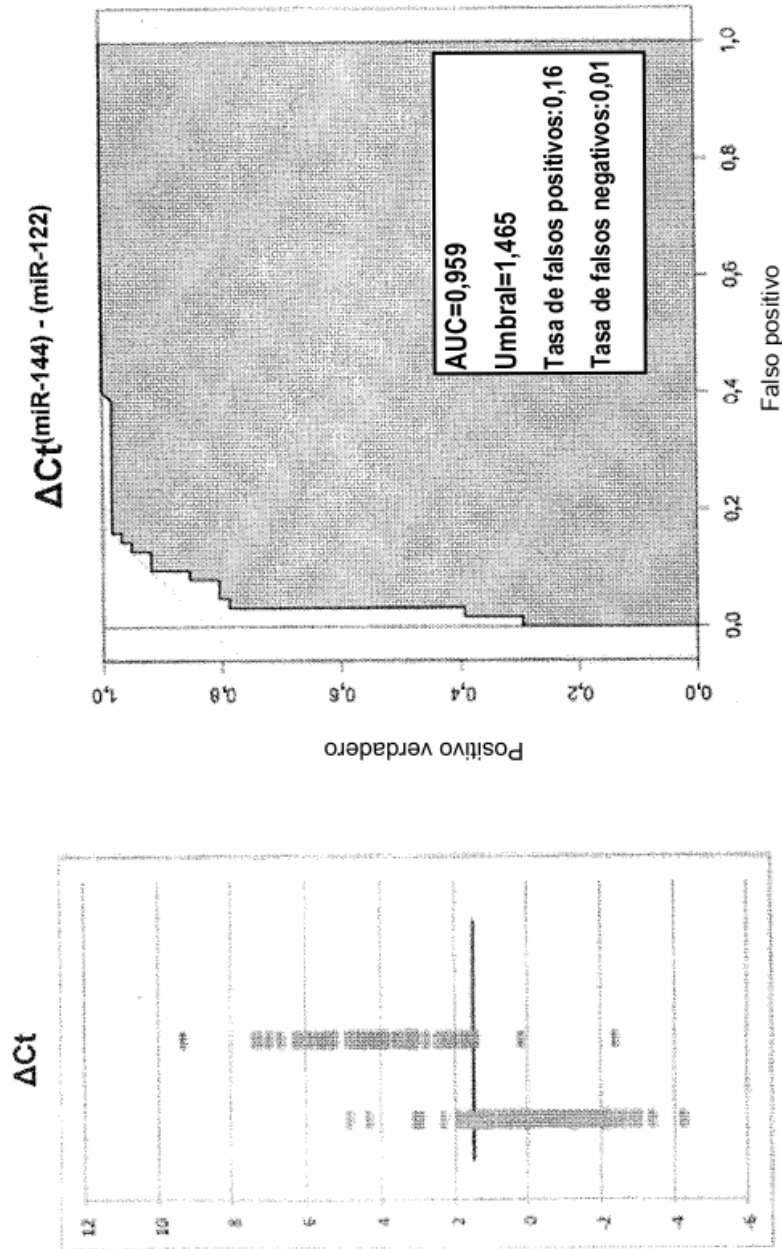 ΔCt
12
10
8
6
4
2
0
-2
-4
-6
ΔCt(miR-144) - (miR-122)
Positivo verdadero
1,0
0,8
0,6
0,4
0,2
0,0
AUC=0,959
Umbral=1,465
Tasa de falsos positivos:0,16
Tasa de falsos negativos:0,01
0,0 0,2 0,4 0,6 0,8 1,0
Falso positivo